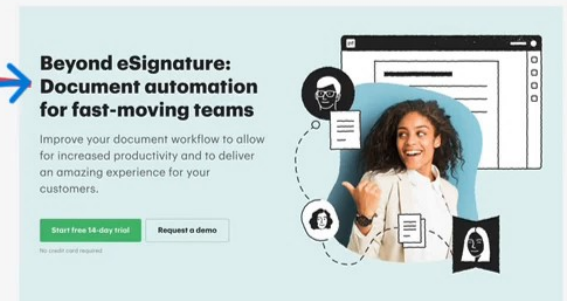 Beyond eSignature:
Document automation
for fast-moving teams
Improve your document workflow to allow
for increased productivity and to deliver
an amazing experience for your
customers.
Start free 14-day trial
Request a demo
No credit card required